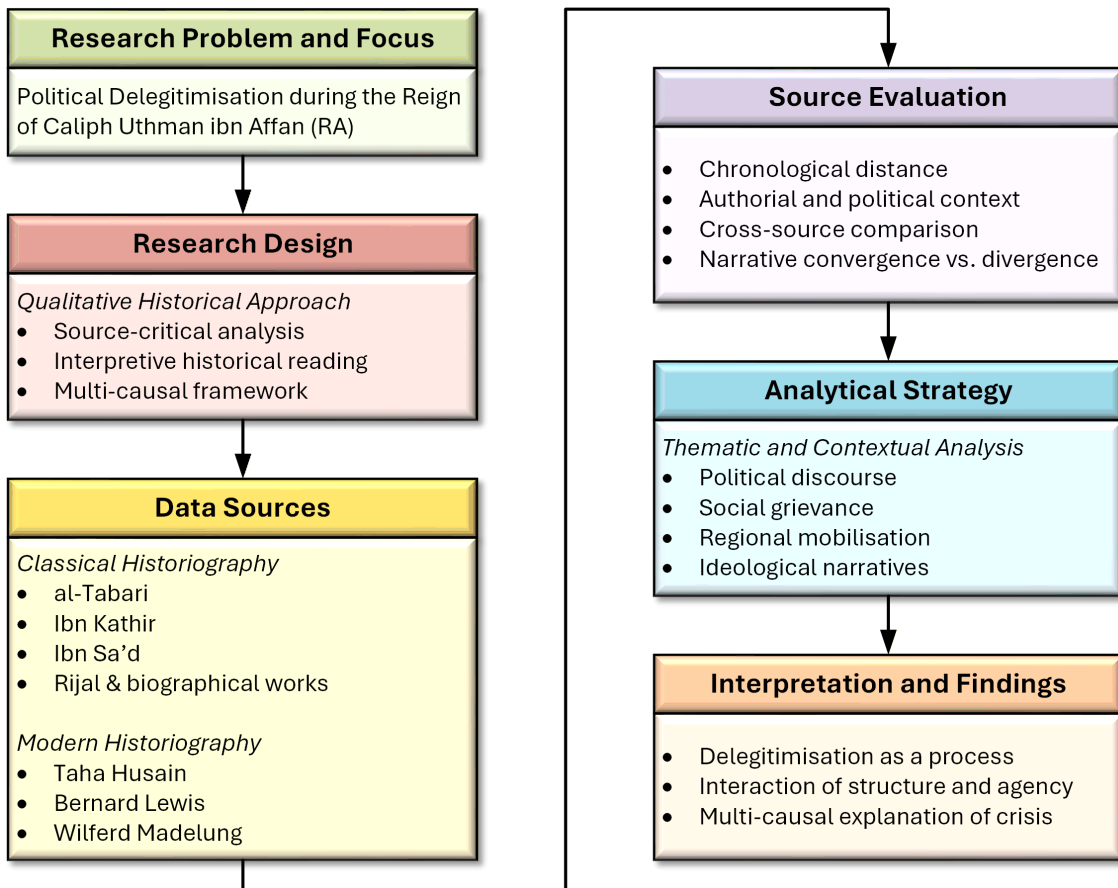 Research Problem and Focus
Political Delegitimisation during the Reign
of Caliph Uthman ibn Affan (RA)
Research Design
Qualitative Historical Approach
• Source-critical analysis
• Interpretive historical reading
• Multi-causal framework
Data Sources
Classical Historiography
• al-Tabari
• Ibn Kathir
• Ibn Sa’d
• Rijal & biographical works
Modern Historiography
• Taha Husain
• Bernard Lewis
• Wilferd Madelung
Source Evaluation
• Chronological distance
• Authorial and political context
• Cross-source comparison
• Narrative convergence vs. divergence
Analytical Strategy
Thematic and Contextual Analysis
• Political discourse
• Social grievance
• Regional mobilisation
• Ideological narratives
Interpretation and Findings
• Delegitimisation as a process
• Interaction of structure and agency
• Multi-causal explanation of crisis